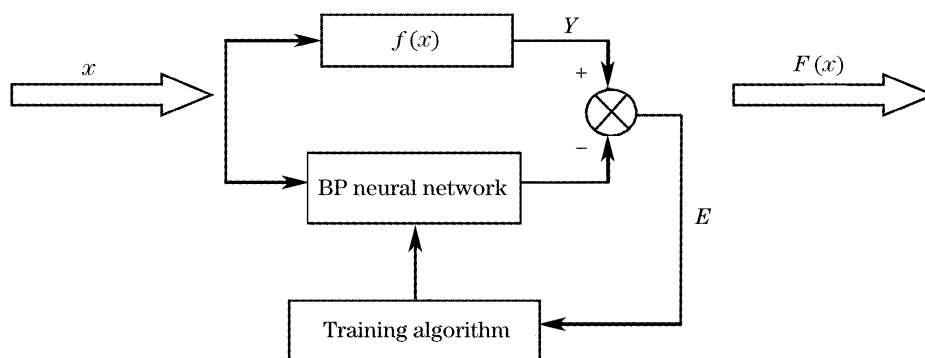 x
f (x)
Y
F (x)
+
−
BP neural network
E
Training algorithm